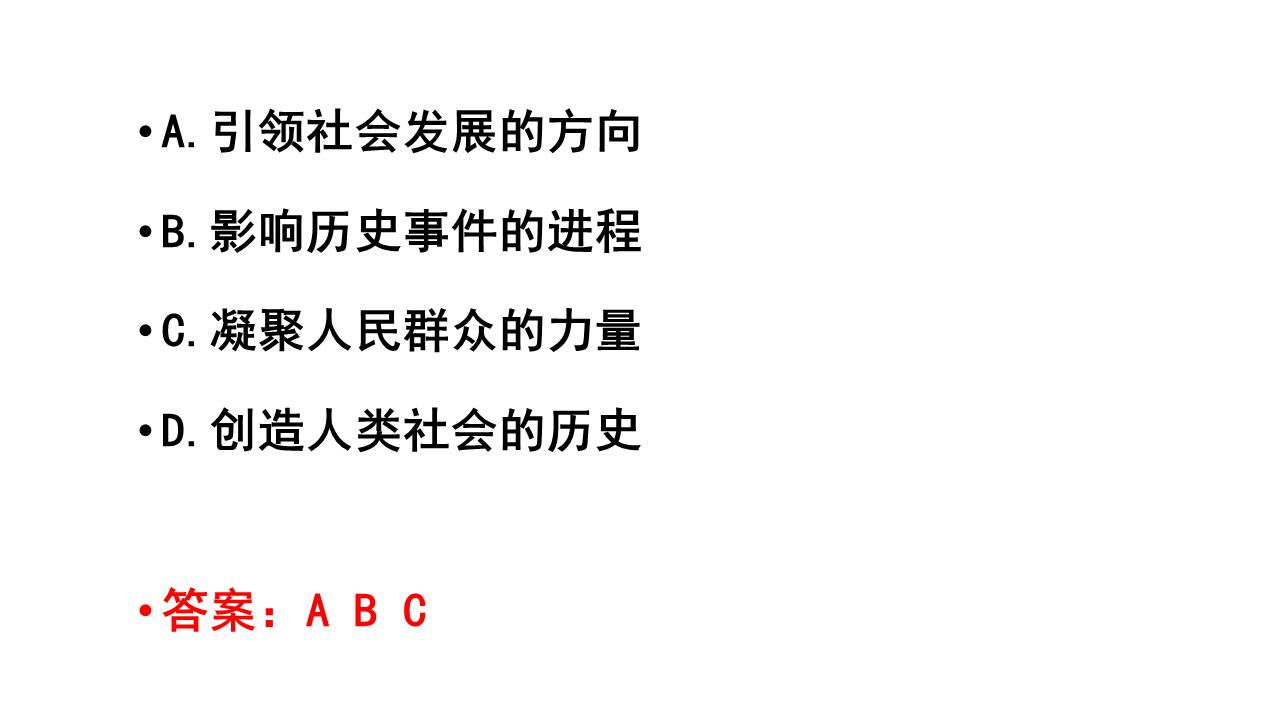 •A.引领社会发展的方向
•B.影响历史事件的进程
•C.凝聚人民群众的力量
•D.创造人类社会的历史
•答案：A B C